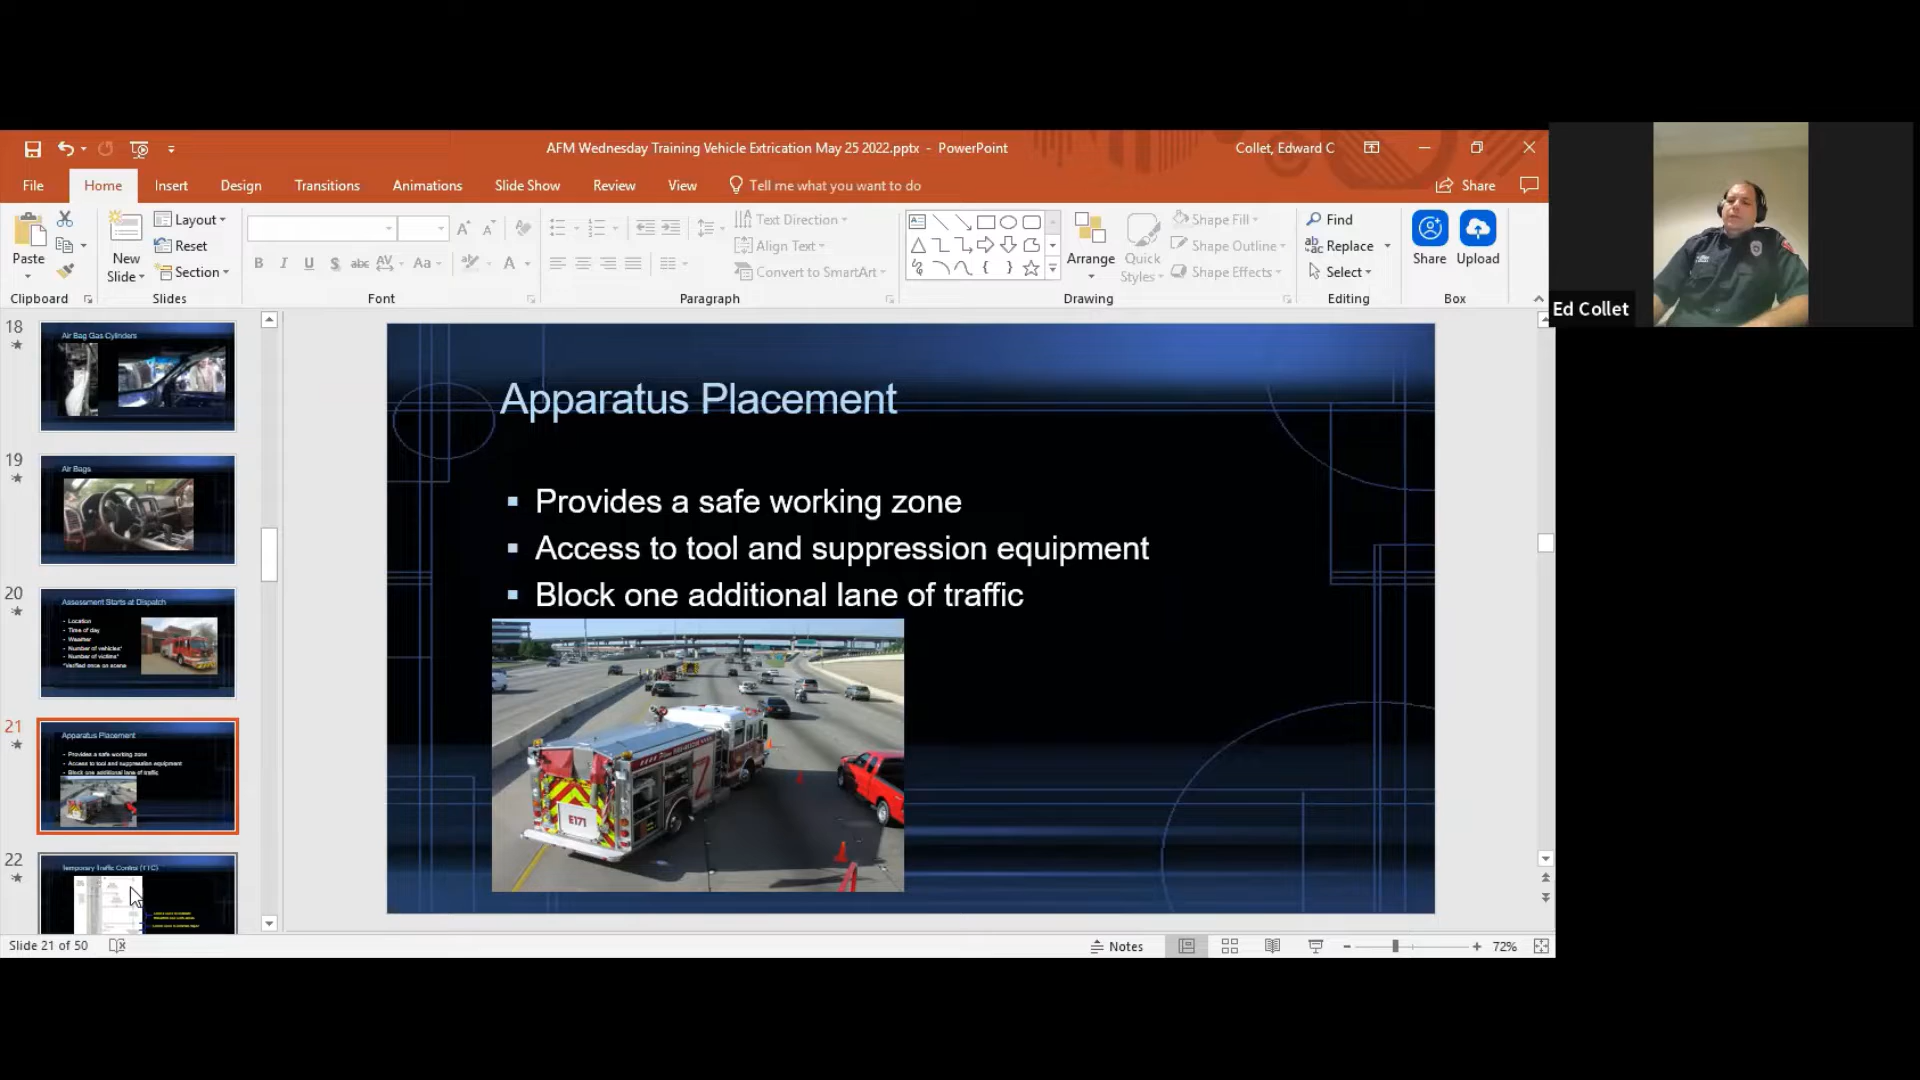 AFM Wednesday Training Vehicle Extrication May 25 2022.pptx - PowerPoint
Collet, Edward C
File Home Insert Design Transitions Animations Slide Show Review View Tell me what you want to do
Share
Paste
Clipboard
New
Slide
Layout
Reset
Section
Slides
B I U S abc AV Aa A
Font
Text Direction
Align Text
Convert to SmartArt
Paragraph
Arrange
Quick
Styles
Shape Fill
Shape Outline
Shape Effects
Drawing
Find
Replace
Select
Editing
Share
Upload
Box
Ed Collet
18
Air Bag Gas Cylinders
19
Air Bags
20
Assessment Starts at Dispatch
Location
Time of day
Weather
Number of vehicles*
Number of victims*
*Verified once on scene
21
Apparatus Placement
Provides a safe working zone
Access to tool and suppression equipment
Block one additional lane of traffic
22
Temporary Traffic Control (TTC)
Apparatus Placement
Provides a safe working zone
Access to tool and suppression equipment
Block one additional lane of traffic
E171
Slide 21 of 50
Notes
72%